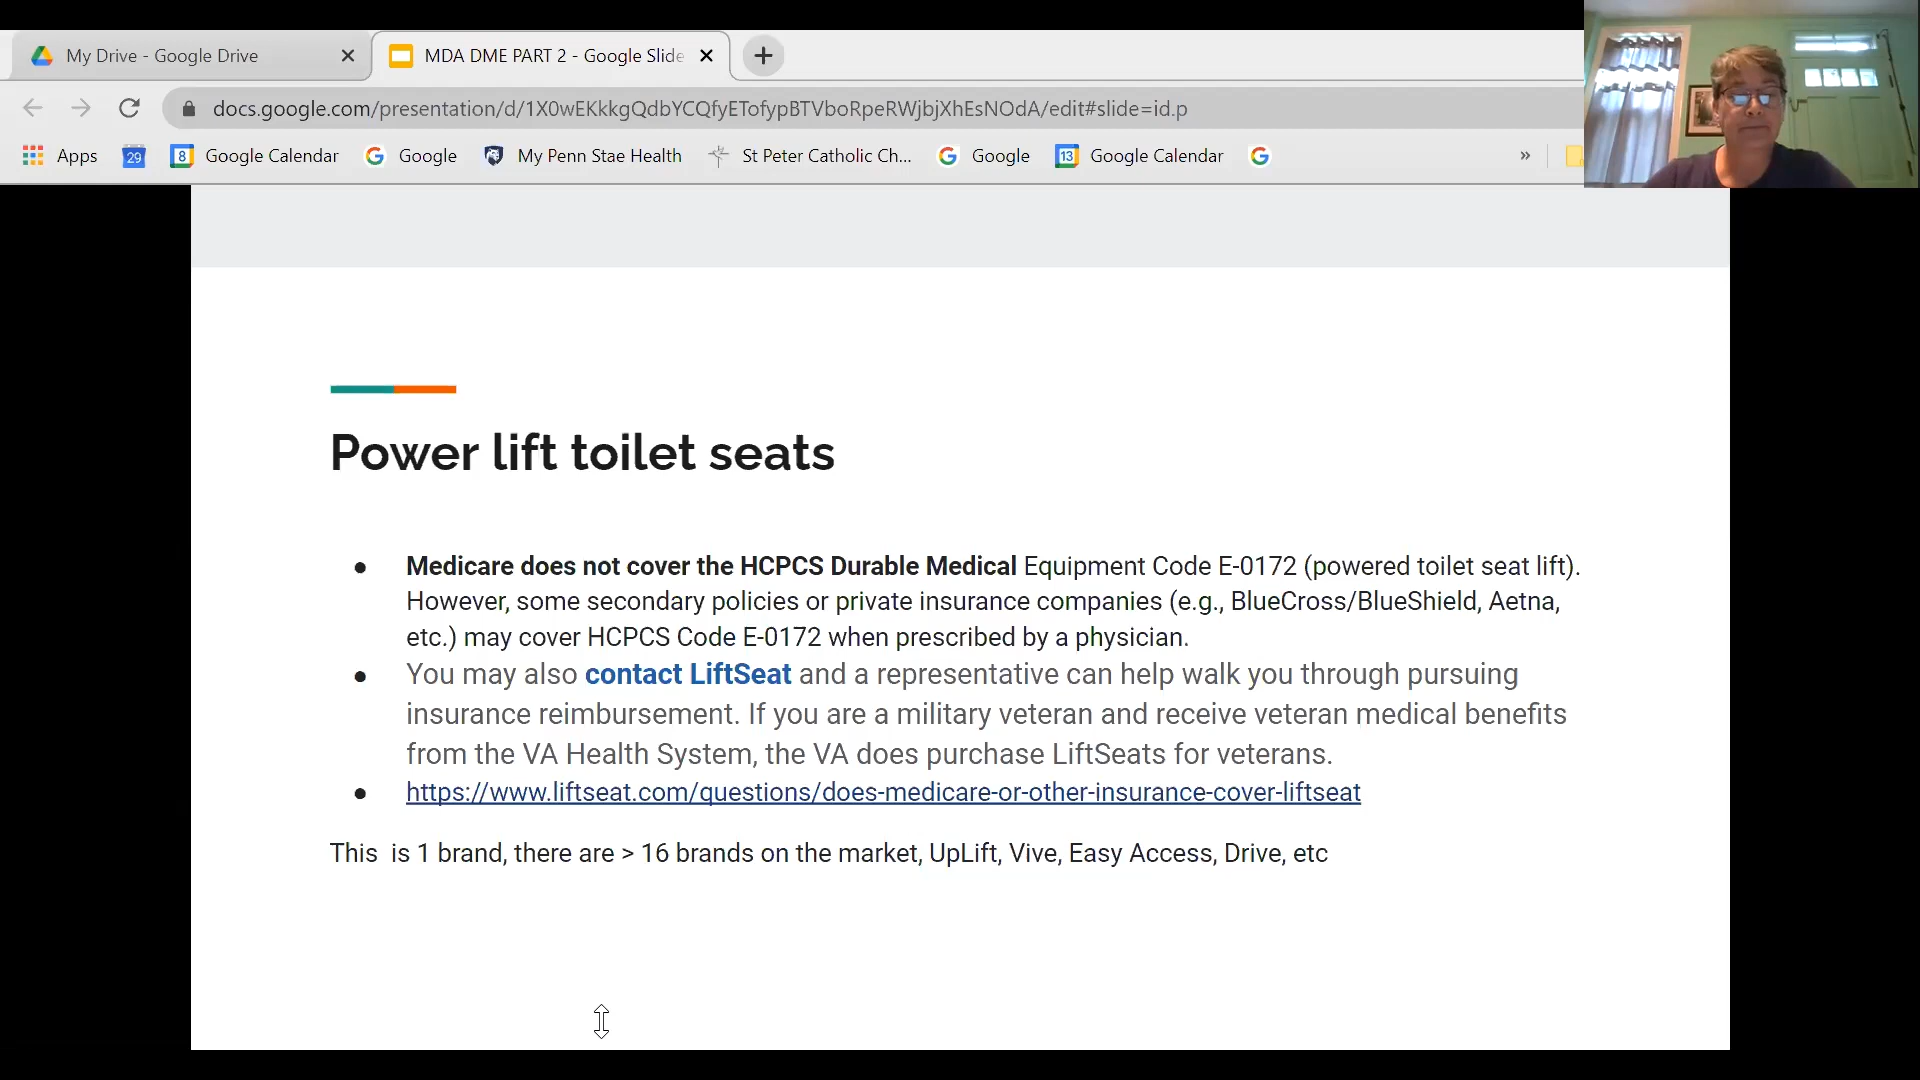 My Drive - Google Drive
MDA DME PART 2 - Google Slide
docs.google.com/presentation/d/1X0wEKkkgQdbYCQfyETofypBTVboRpeRWjbjXhEsNOdA/edit#slide=id.p
Apps 29 8 Google Calendar Google My Penn Stae Health St Peter Catholic Ch... Google 13 Google Calendar »
Power lift toilet seats
● Medicare does not cover the HCPCS Durable Medical Equipment Code E-0172 (powered toilet seat lift).
However, some secondary policies or private insurance companies (e.g., BlueCross/BlueShield, Aetna,
etc.) may cover HCPCS Code E-0172 when prescribed by a physician.
● You may also contact LiftSeat and a representative can help walk you through pursuing
insurance reimbursement. If you are a military veteran and receive veteran medical benefits
from the VA Health System, the VA does purchase LiftSeats for veterans.
● https://www.liftseat.com/questions/does-medicare-or-other-insurance-cover-liftseat
This  is 1 brand, there are > 16 brands on the market, UpLift, Vive, Easy Access, Drive, etc